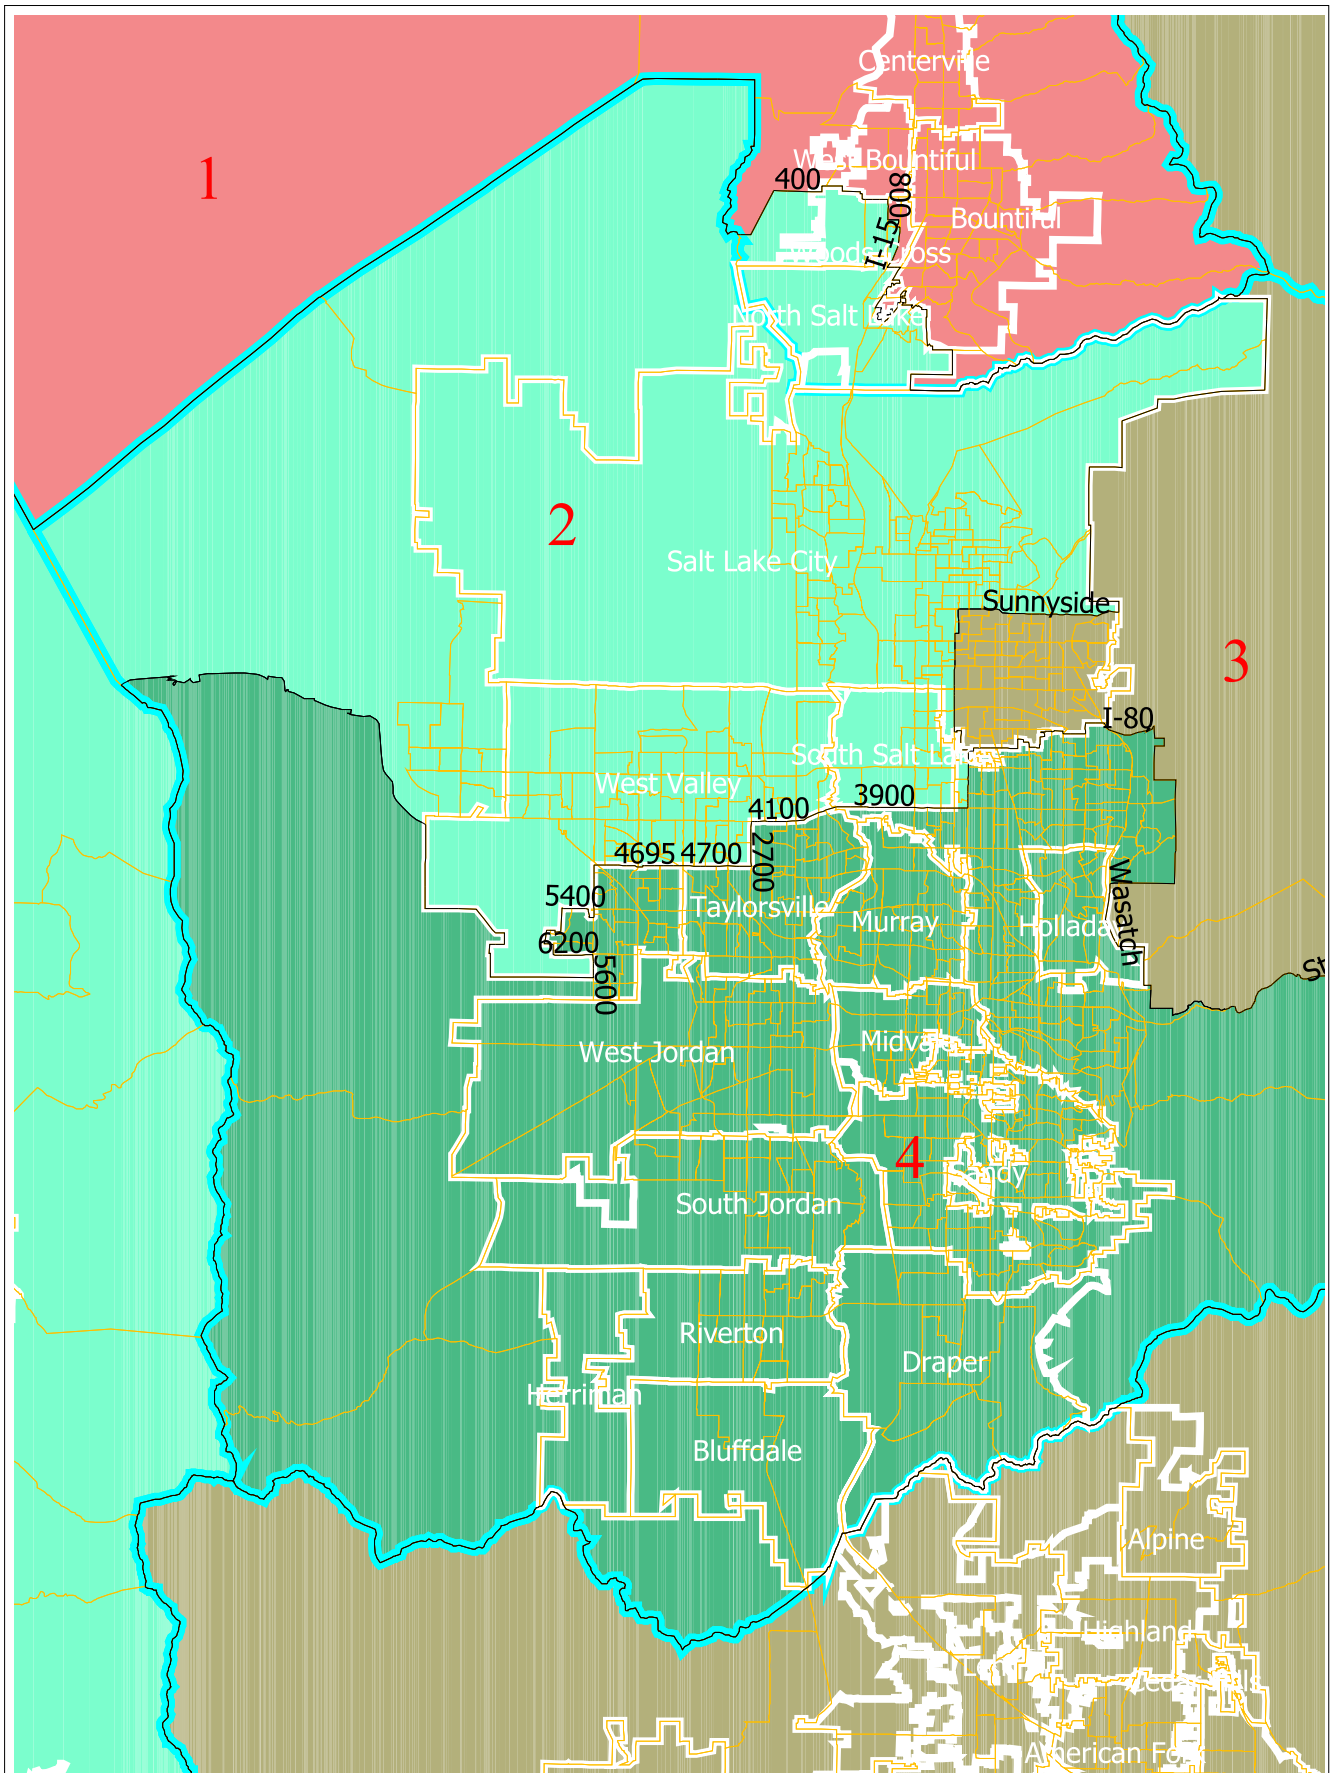 Centerville
1
West Bountiful
400
800
Bountiful
I-15
Woods Cross
North Salt Lake
2
Salt Lake City
Sunnyside
3
I-80
South Salt Lake
West Valley
3900
4100
4695
4700
2700
Wasatch
5400
Taylorsville
Murray
Holladay
6200
5600
St
West Jordan
Midvale
4
Sandy
South Jordan
Riverton
Draper
Herriman
Bluffdale
Alpine
Highland
Cedar Hills
American Fork